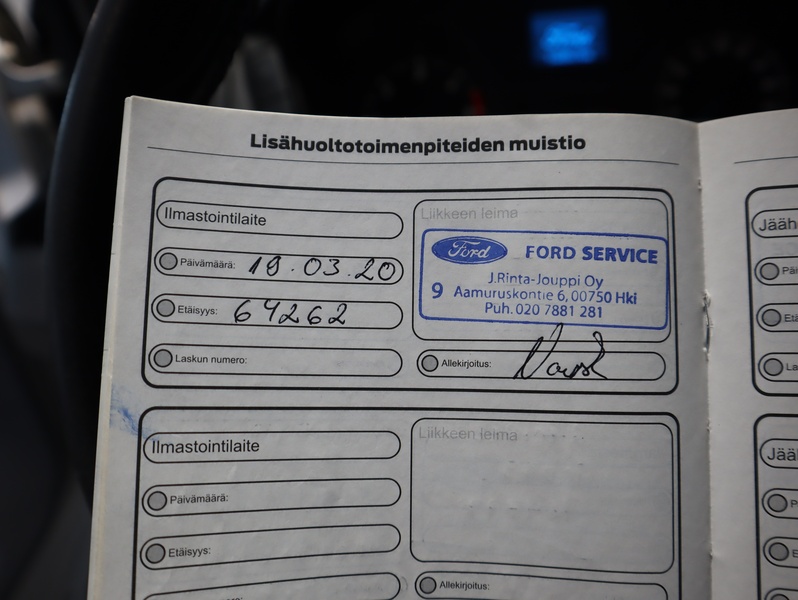 Ford
Lisähuoltotoimenpiteiden muistio
Ilmastointilaite
Päivämäärä: 19.03.20
Etäisyys: 64262
Laskun numero:
Liikkeen leima
Ford FORD SERVICE
J.Rinta-Jouppi Oy
9 Aamuruskontie 6, 00750 Hki
Puh. 020 7881 281
Allekirjoitus:
Ilmastointilaite
Päivämäärä:
Etäisyys:
Liikkeen leima
Allekirjoitus: